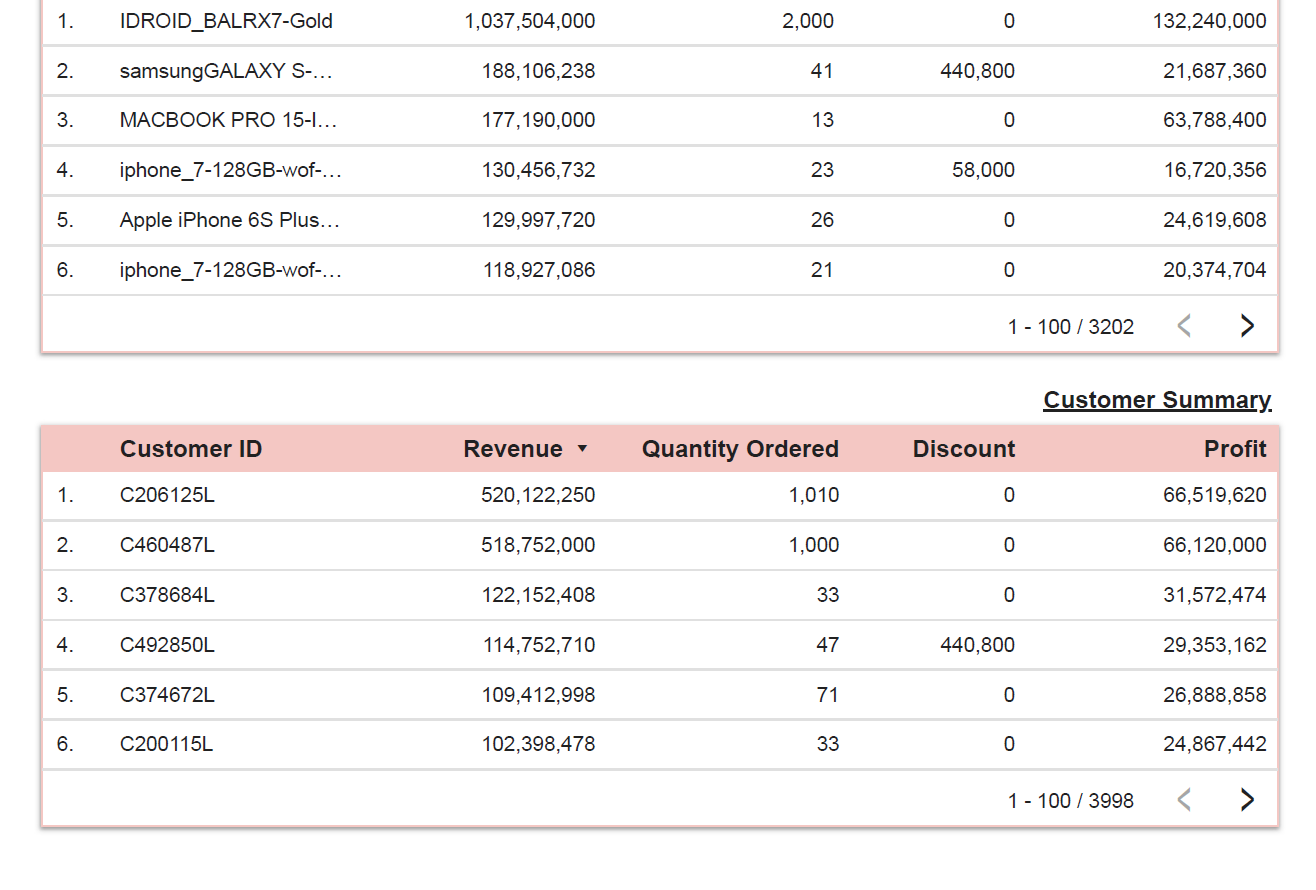 1. IDROID_BALRX7-Gold 1,037,504,000 2,000 0 132,240,000
2. samsungGALAXY S-... 188,106,238 41 440,800 21,687,360
3. MACBOOK PRO 15-I... 177,190,000 13 0 63,788,400
4. iphone_7-128GB-wof-... 130,456,732 23 58,000 16,720,356
5. Apple iPhone 6S Plus... 129,997,720 26 0 24,619,608
6. iphone_7-128GB-wof-... 118,927,086 21 0 20,374,704
1 - 100 / 3202 < >
Customer Summary
Customer ID Revenue Quantity Ordered Discount Profit
1. C206125L 520,122,250 1,010 0 66,519,620
2. C460487L 518,752,000 1,000 0 66,120,000
3. C378684L 122,152,408 33 0 31,572,474
4. C492850L 114,752,710 47 440,800 29,353,162
5. C374672L 109,412,998 71 0 26,888,858
6. C200115L 102,398,478 33 0 24,867,442
1 - 100 / 3998 < >